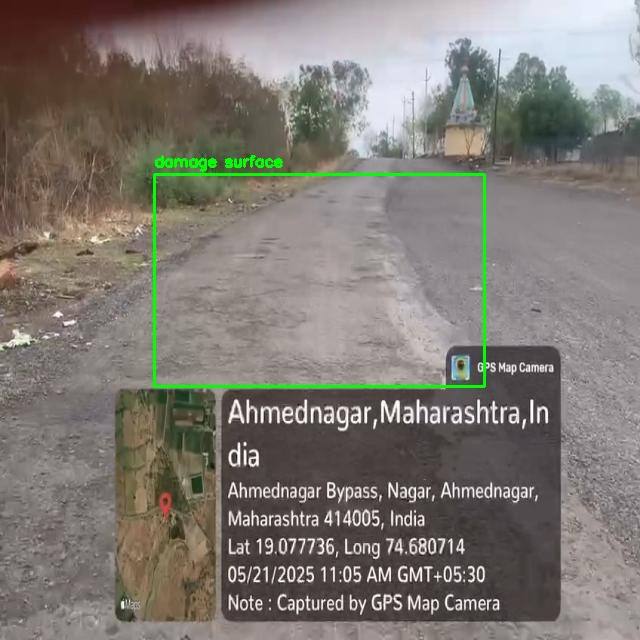 damage surface
GPS Map Camera
Ahmednagar,Maharashtra,In
dia
Ahmednagar Bypass, Nagar, Ahmednagar,
Maharashtra 414005, India
Lat 19.077736, Long 74.680714
05/21/2025 11:05 AM GMT+05:30
Note : Captured by GPS Map Camera
Maps